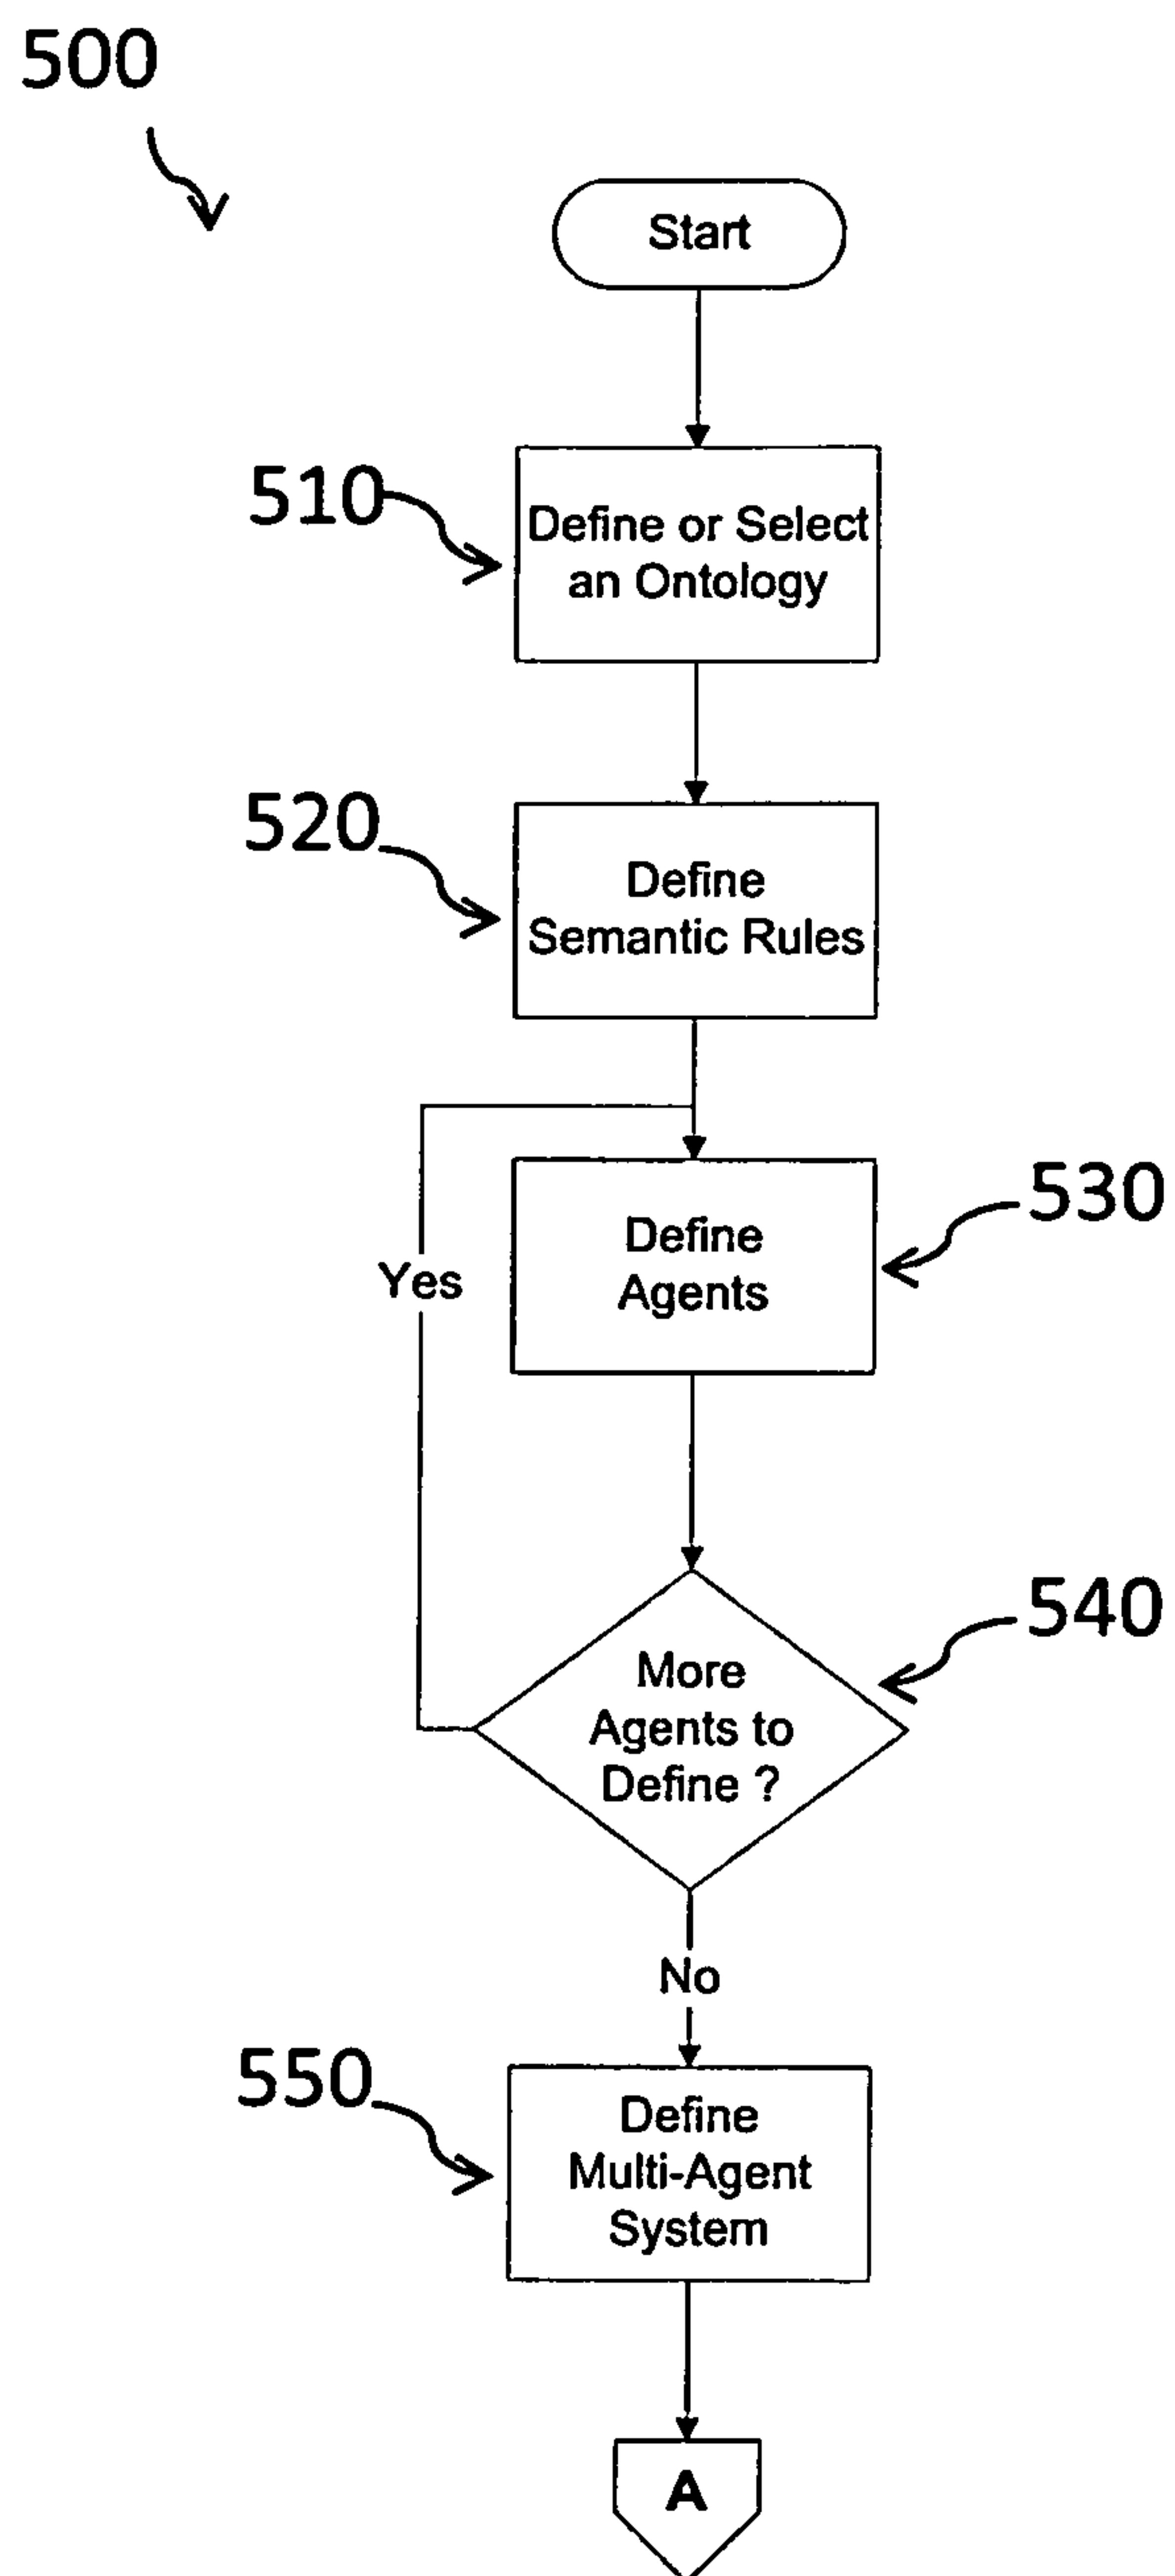 500
Start
510
Define or Select
an Ontology
520
Define
Semantic Rules
530
Define
Agents
Yes
540
More
Agents to
Define ?
No
550
Define
Multi-Agent
System
A